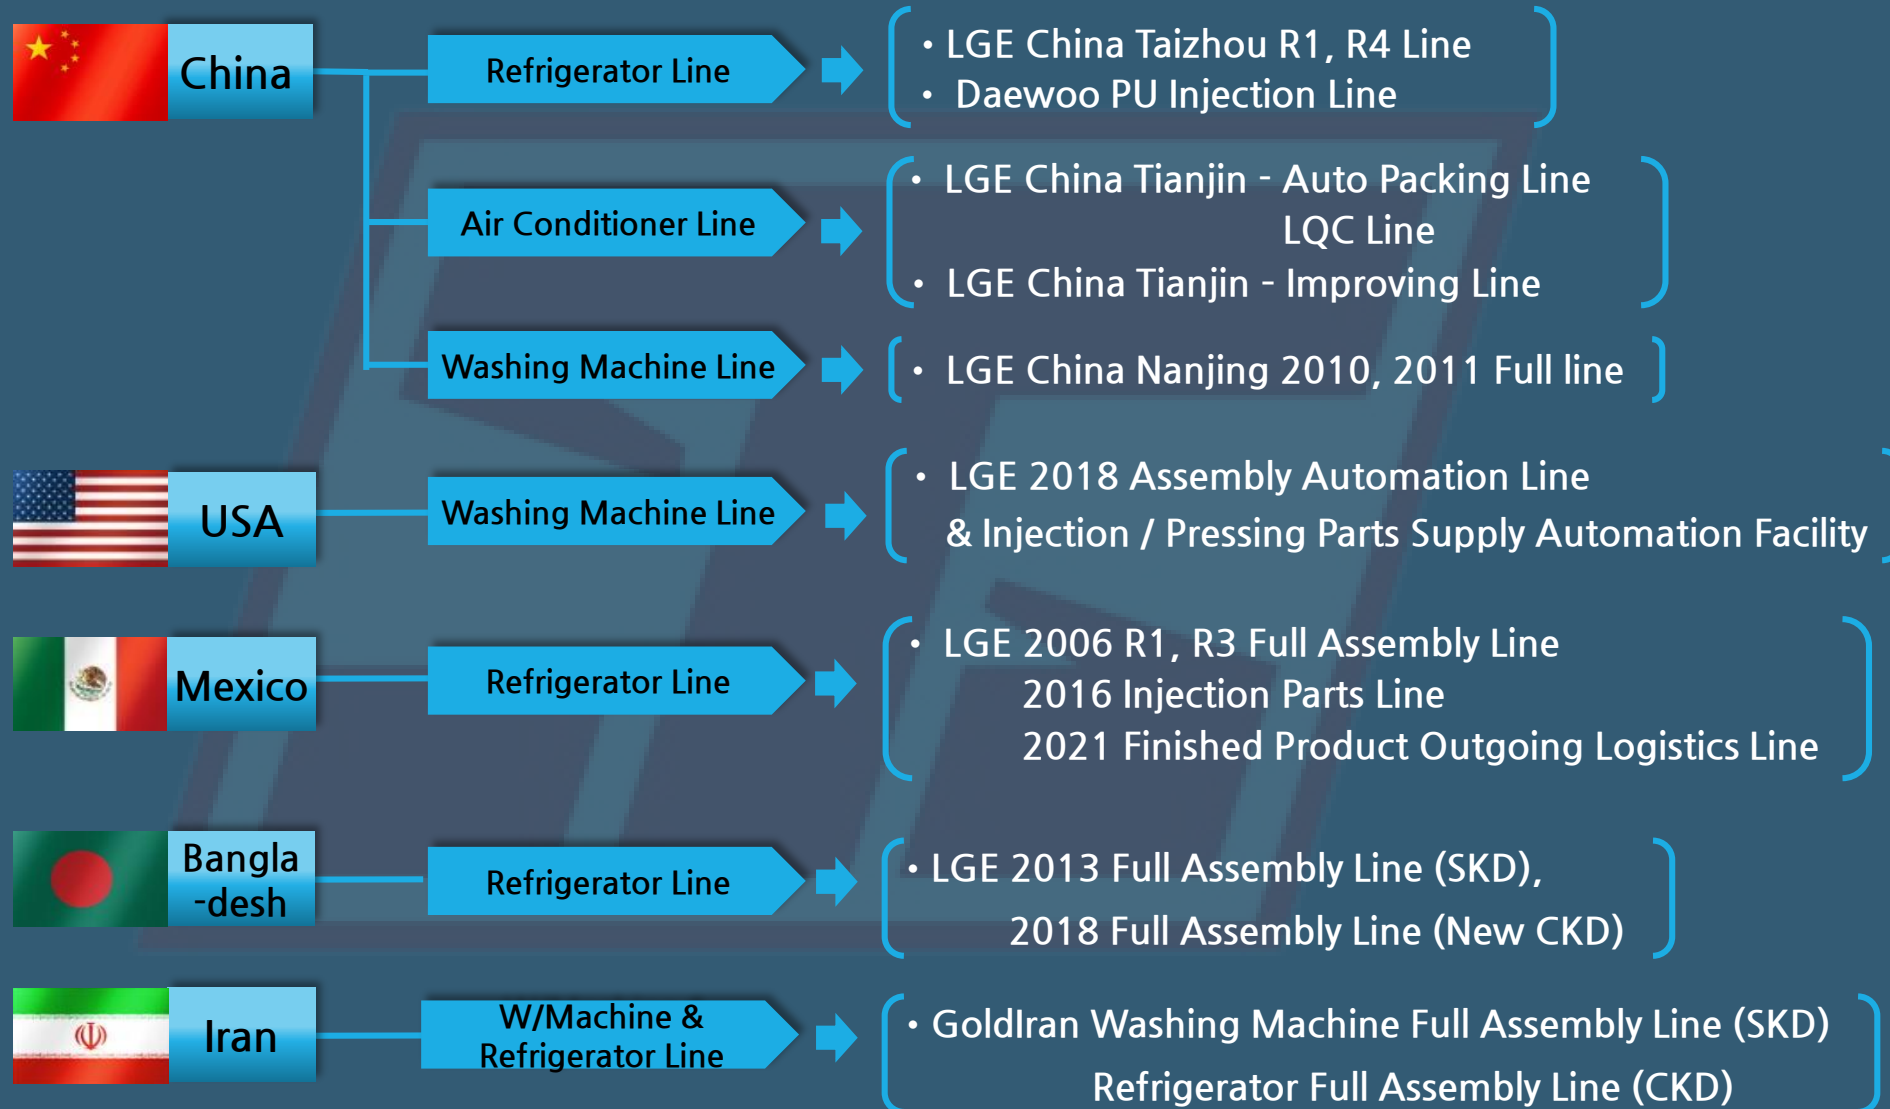 China
Refrigerator Line
• LGE China Taizhou R1, R4 Line
• Daewoo PU Injection Line
Air Conditioner Line
• LGE China Tianjin - Auto Packing Line
LQC Line
• LGE China Tianjin - Improving Line
Washing Machine Line
• LGE China Nanjing 2010, 2011 Full line
USA
Washing Machine Line
• LGE 2018 Assembly Automation Line
& Injection / Pressing Parts Supply Automation Facility
Mexico
Refrigerator Line
• LGE 2006 R1, R3 Full Assembly Line
2016 Injection Parts Line
2021 Finished Product Outgoing Logistics Line
Bangla
-desh
Refrigerator Line
• LGE 2013 Full Assembly Line (SKD),
2018 Full Assembly Line (New CKD)
Iran
W/Machine &
Refrigerator Line
• GoldIran Washing Machine Full Assembly Line (SKD)
Refrigerator Full Assembly Line (CKD)